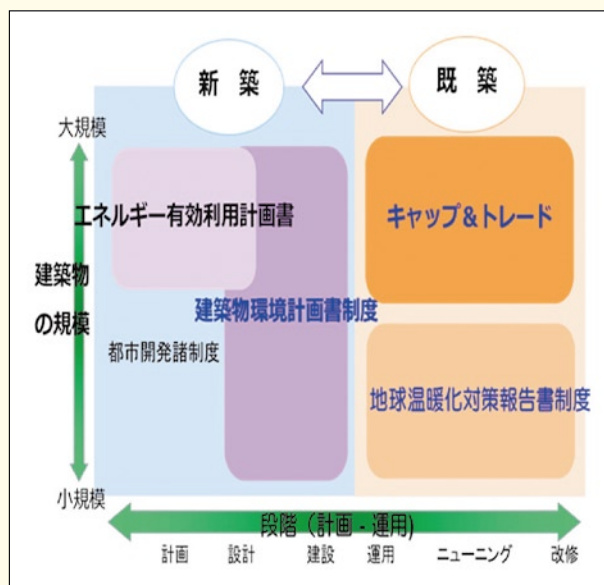 新 築
既 築
大規模
エネルギー有効利用計画書
キャップ&トレード
建築物
の規模
建築物環境計画書制度
都市開発諸制度
地球温暖化対策報告書制度
小規模
段階(計画 - 運用)
計画
設計
建設
運用
ニューニング
改修